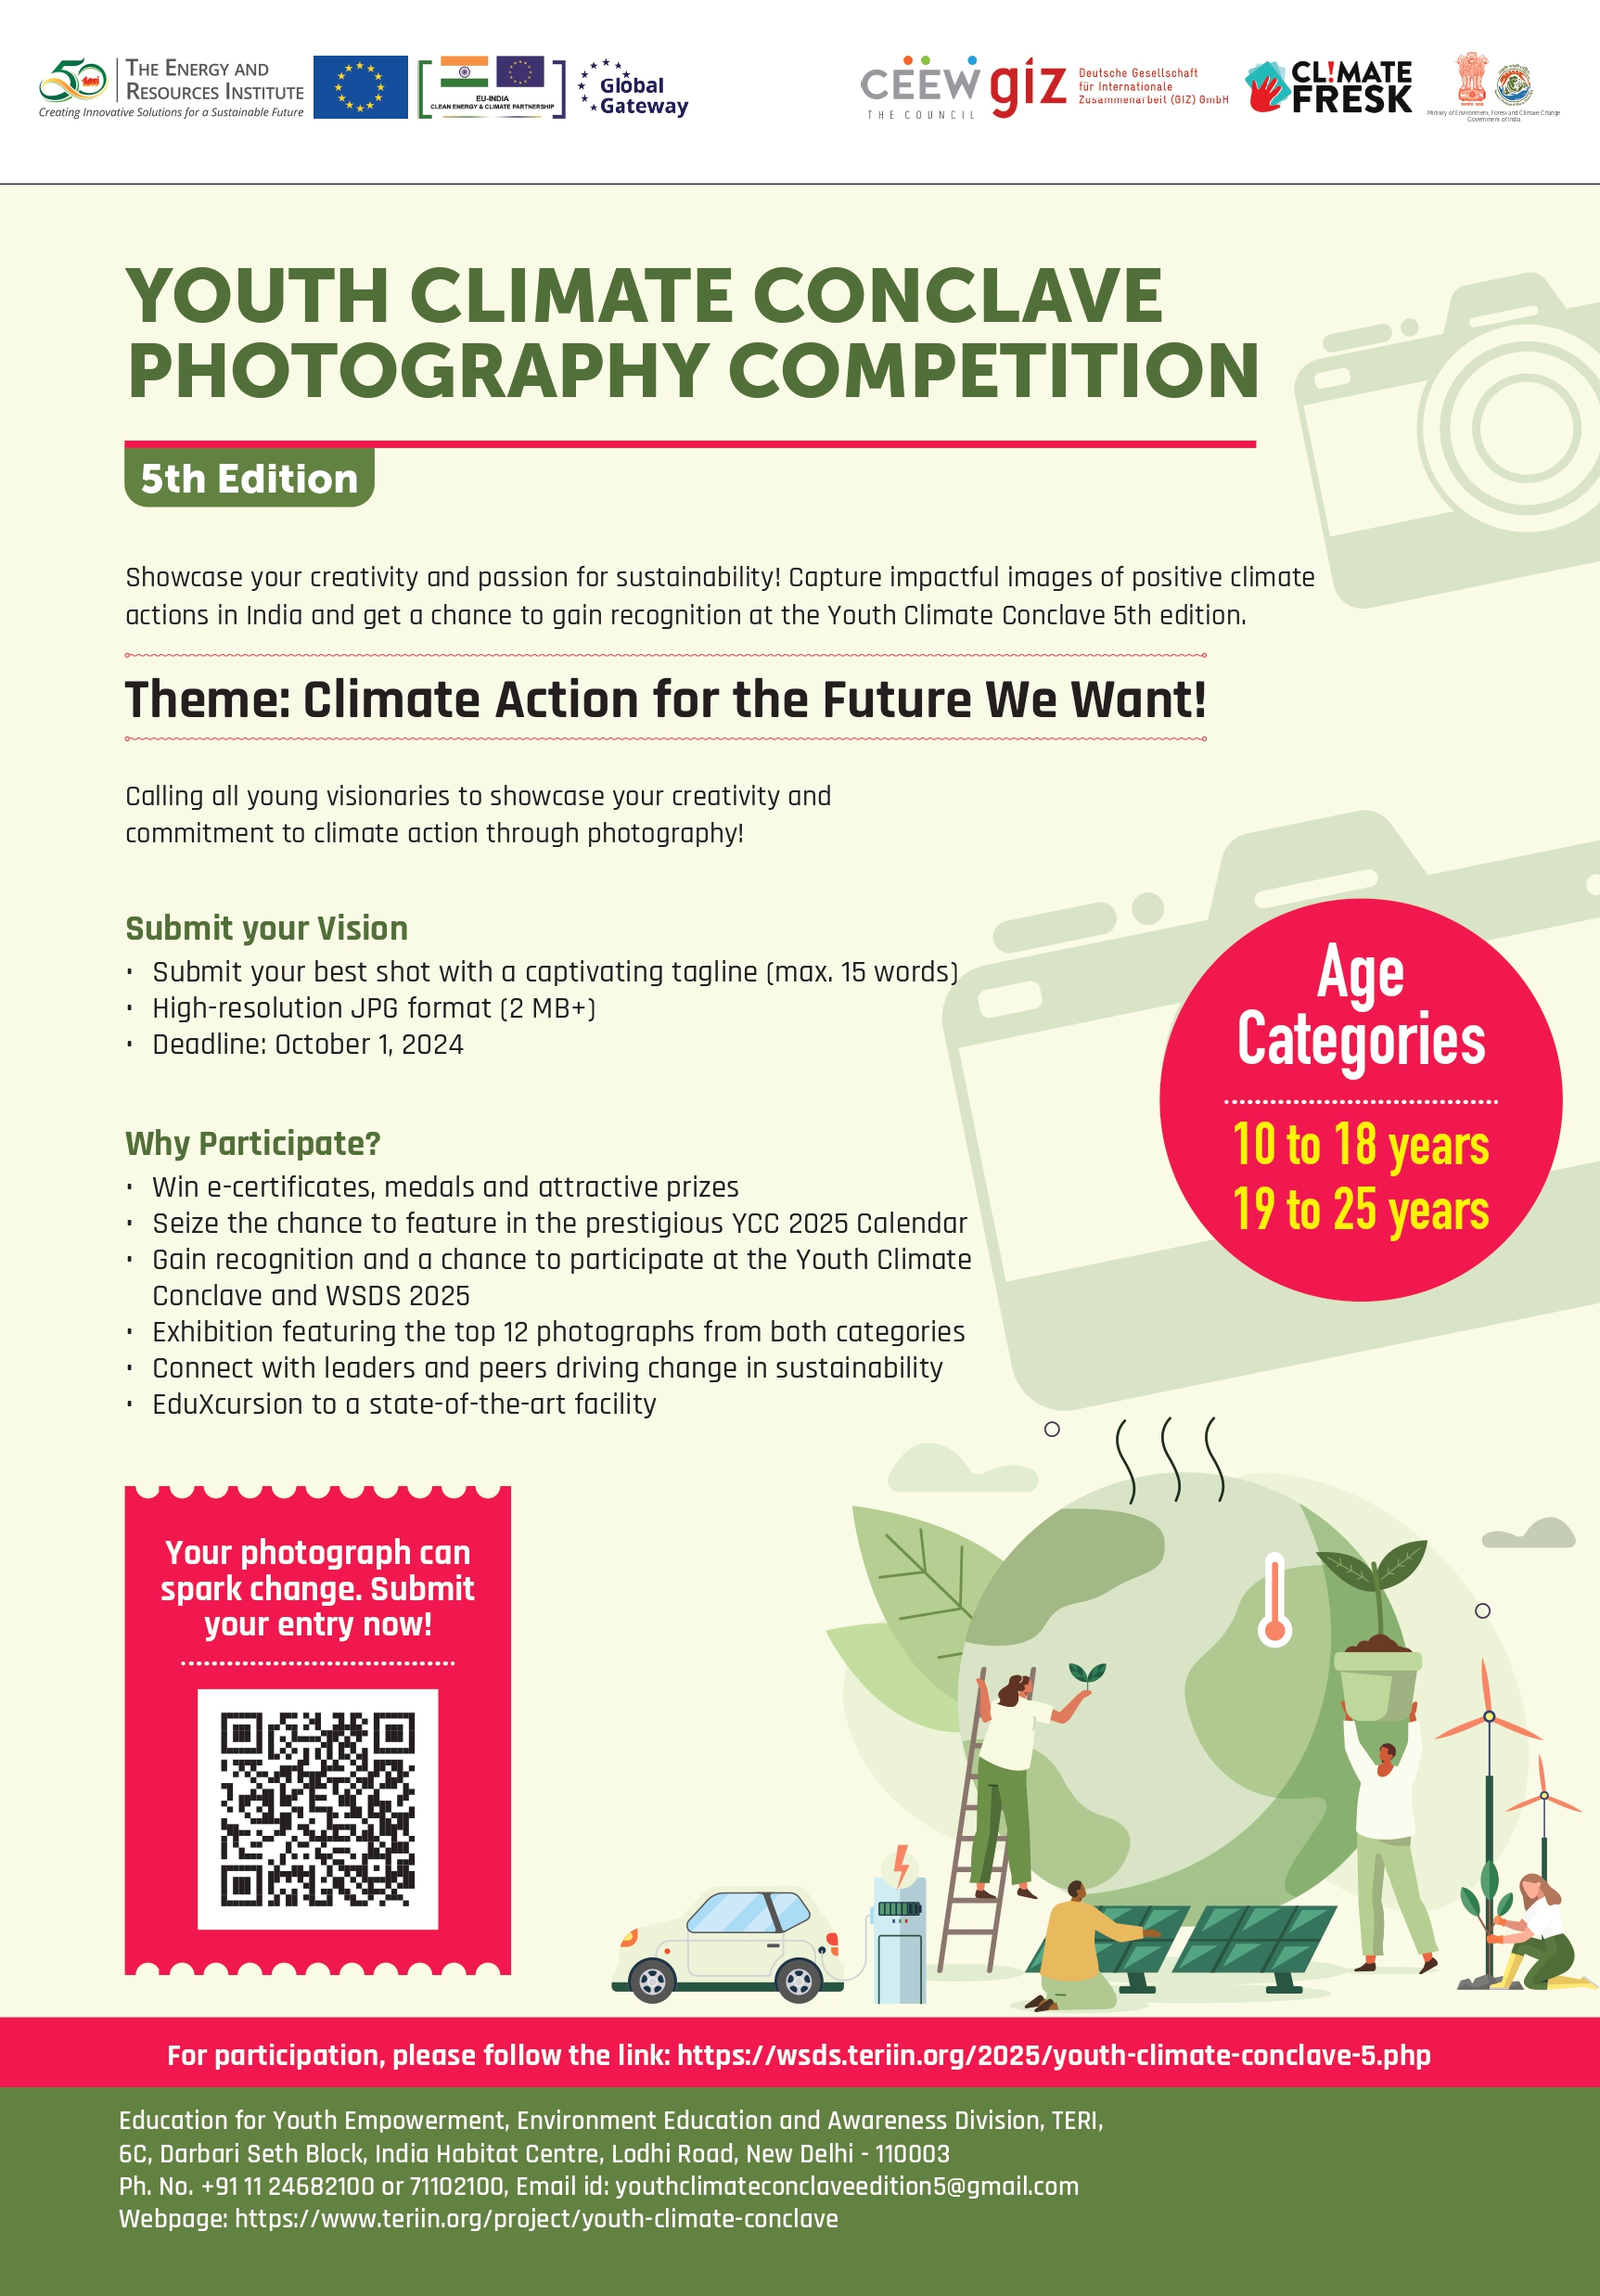 50 teri
THE ENERGY AND
RESOURCES INSTITUTE
Creating Innovative Solutions for a Sustainable Future
EU-INDIA
CLEAN ENERGY & CLIMATE PARTNERSHIP
Global
Gateway
CEEW
THE COUNCIL
giz
Deutsche Gesellschaft
für Internationale
Zusammenarbeit (GIZ) GmbH
CL!MATE
FRESK
Ministry of Environment, Forest and Climate Change
Government of India
YOUTH CLIMATE CONCLAVE
PHOTOGRAPHY COMPETITION
5th Edition
Showcase your creativity and passion for sustainability! Capture impactful images of positive climate
actions in India and get a chance to gain recognition at the Youth Climate Conclave 5th edition.
Theme: Climate Action for the Future We Want!
Calling all young visionaries to showcase your creativity and
commitment to climate action through photography!
Submit your Vision
• Submit your best shot with a captivating tagline (max. 15 words)
• High-resolution JPG format (2 MB+)
• Deadline: October 1, 2024
Age
Categories
10 to 18 years
19 to 25 years
Why Participate?
• Win e-certificates, medals and attractive prizes
• Seize the chance to feature in the prestigious YCC 2025 Calendar
• Gain recognition and a chance to participate at the Youth Climate
Conclave and WSDS 2025
• Exhibition featuring the top 12 photographs from both categories
• Connect with leaders and peers driving change in sustainability
• EduXcursion to a state-of-the-art facility
Your photograph can
spark change. Submit
your entry now!
For participation, please follow the link: https://wsds.teriin.org/2025/youth-climate-conclave-5.php
Education for Youth Empowerment, Environment Education and Awareness Division, TERI,
6C, Darbari Seth Block, India Habitat Centre, Lodhi Road, New Delhi - 110003
Ph. No. +91 11 24682100 or 71102100, Email id: youthclimateconclaveedition5@gmail.com
Webpage: https://www.teriin.org/project/youth-climate-conclave